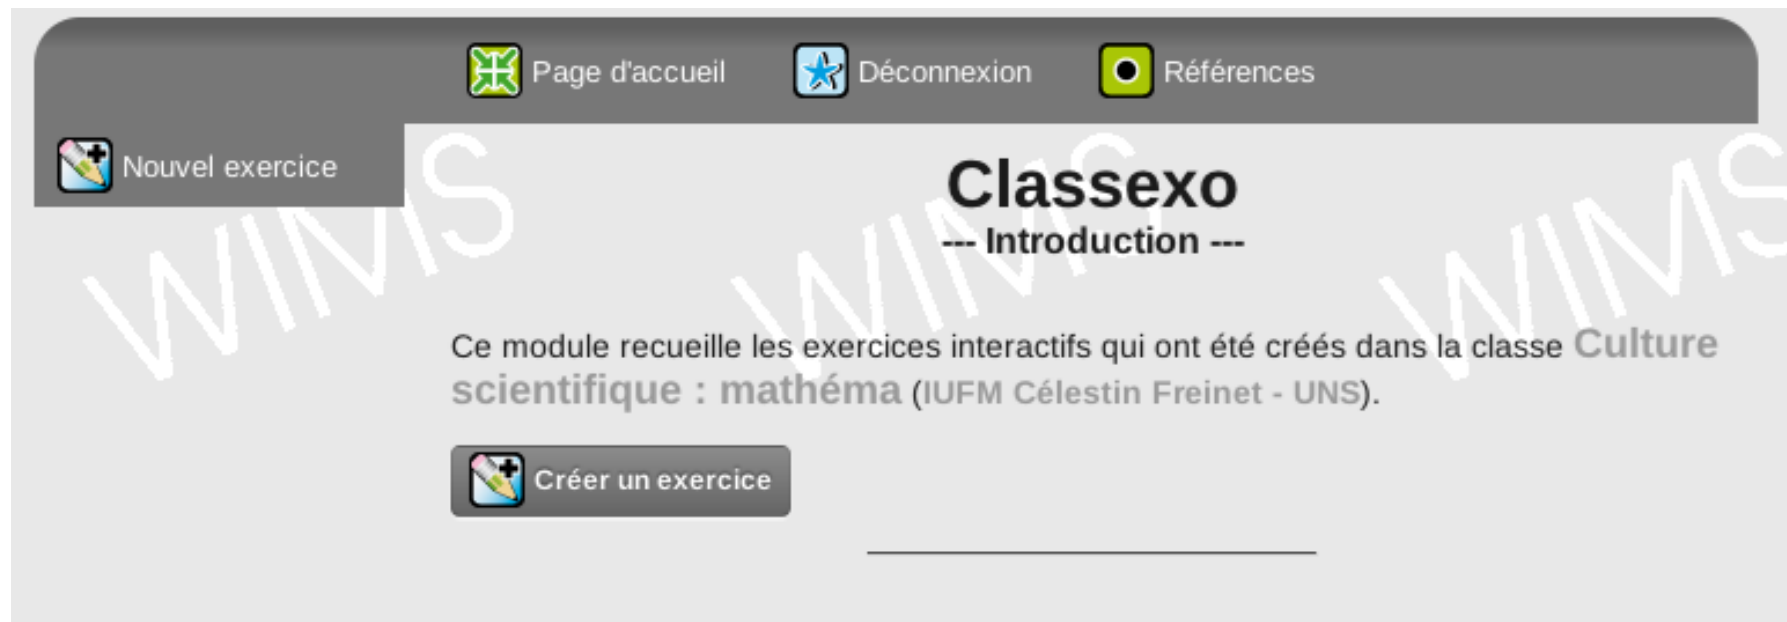 Page d'accueil Déconnexion Références
Nouvel exercice
Classexo
--- Introduction ---
Ce module recueille les exercices interactifs qui ont été créés dans la classe Culture
scientifique : mathéma (IUFM Célestin Freinet - UNS).
Créer un exercice
WIMS WIMS WIMS